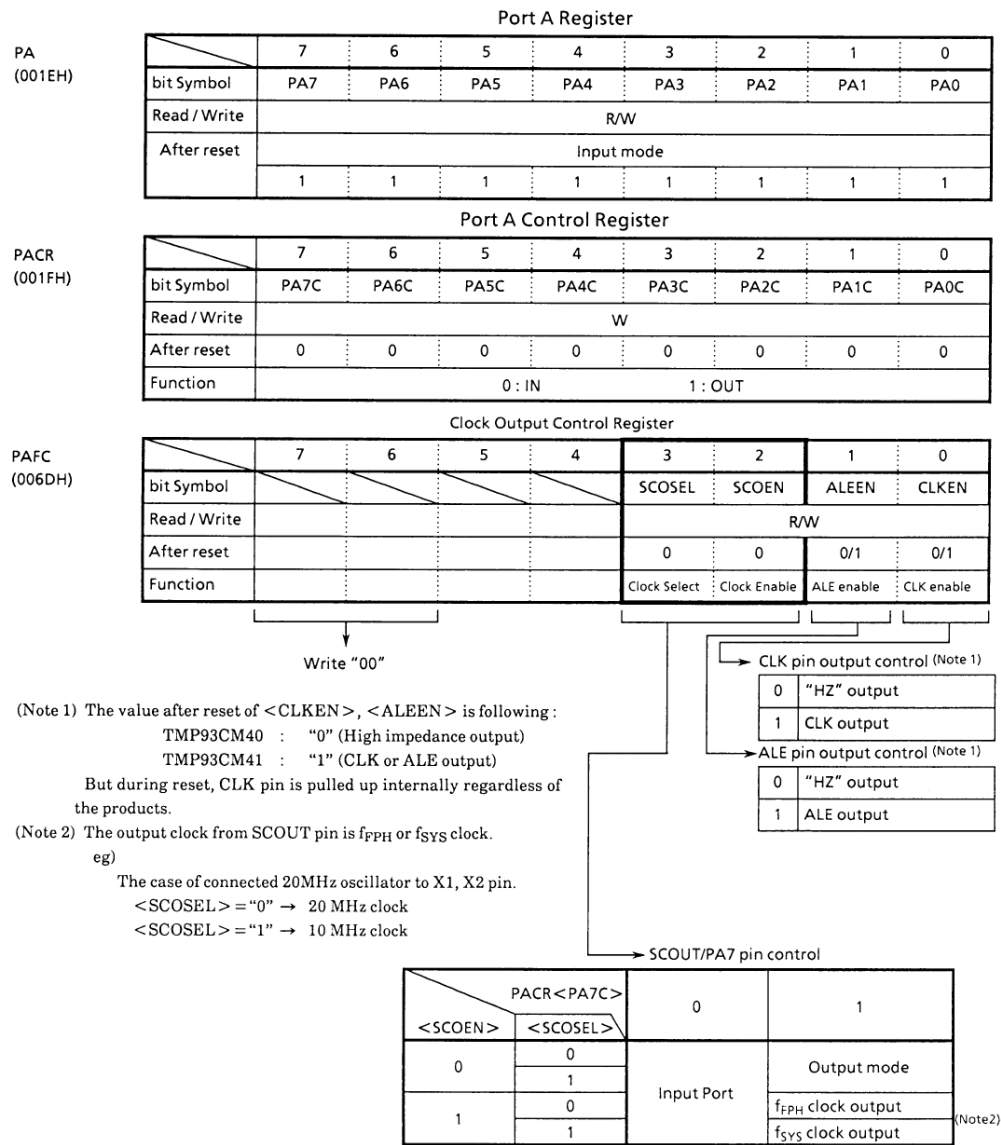 Port A Register
PA
(001EH)
7 6 5 4 3 2 1 0
bit Symbol PA7 PA6 PA5 PA4 PA3 PA2 PA1 PA0
Read / Write R/W
After reset Input mode
1 1 1 1 1 1 1 1
Port A Control Register
PACR
(001FH)
7 6 5 4 3 2 1 0
bit Symbol PA7C PA6C PA5C PA4C PA3C PA2C PA1C PA0C
Read / Write W
After reset 0 0 0 0 0 0 0 0
Function 0 : IN 1 : OUT
Clock Output Control Register
PAFC
(006DH)
7 6 5 4 3 2 1 0
bit Symbol SCOSEL SCOEN ALEEN CLKEN
Read / Write R/W
After reset 0 0 0/1 0/1
Function Clock Select Clock Enable ALE enable CLK enable
Write "00"
CLK pin output control (Note 1)
0 "HZ" output
1 CLK output
ALE pin output control (Note 1)
0 "HZ" output
1 ALE output
(Note 1) The value after reset of <CLKEN>, <ALEEN> is following :
TMP93CM40 : "0" (High impedance output)
TMP93CM41 : "1" (CLK or ALE output)
But during reset, CLK pin is pulled up internally regardless of
the products.
(Note 2) The output clock from SCOUT pin is fFPH or fSYS clock.
eg)
The case of connected 20MHz oscillator to X1, X2 pin.
<SCOSEL> = "0" → 20 MHz clock
<SCOSEL> = "1" → 10 MHz clock
SCOUT/PA7 pin control
PACR<PA7C> 0 1
<SCOEN> <SCOSEL>
0 0 Input Port Output mode
1
1 0 fFPH clock output (Note2)
1 fSYS clock output